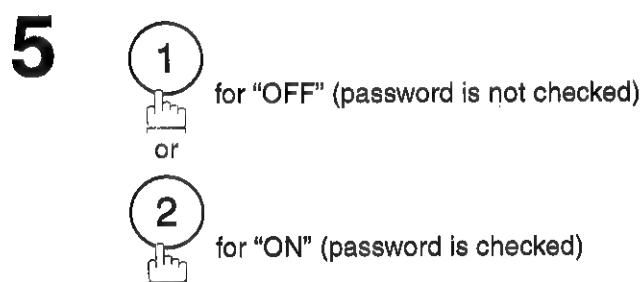 5
1
for “OFF” (password is not checked)
or
2
for “ON” (password is checked)